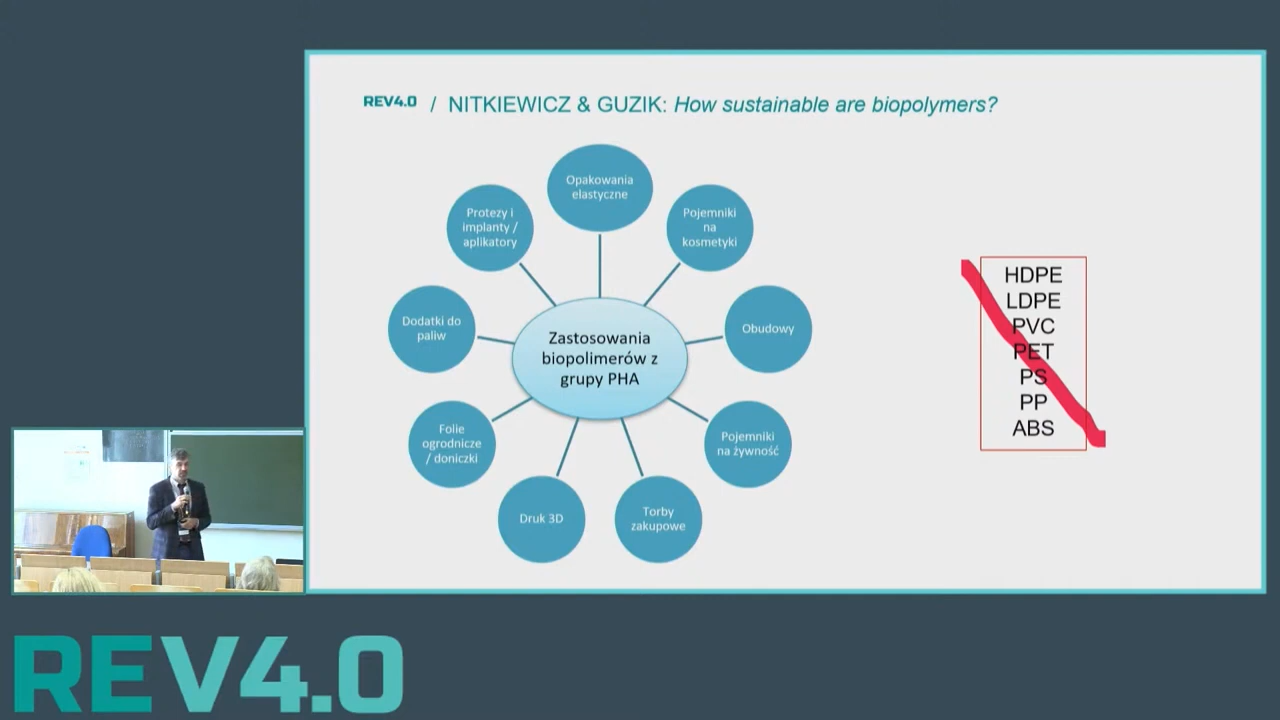 REV4.0 / NITKIEWICZ & GUZIK: How sustainable are biopolymers?
Opakowania
elastyczne
Protezy i
implanty /
aplikatory
Pojemniki
na
kosmetyki
Dodatki do
paliw
Obudowy
Zastosowania
biopolimerów z
grupy PHA
Folie
ogrodnicze
/ doniczki
Pojemniki
na żywność
Druk 3D
Torby
zakupowe
HDPE
LDPE
PVC
PET
PS
PP
ABS
REV4.0